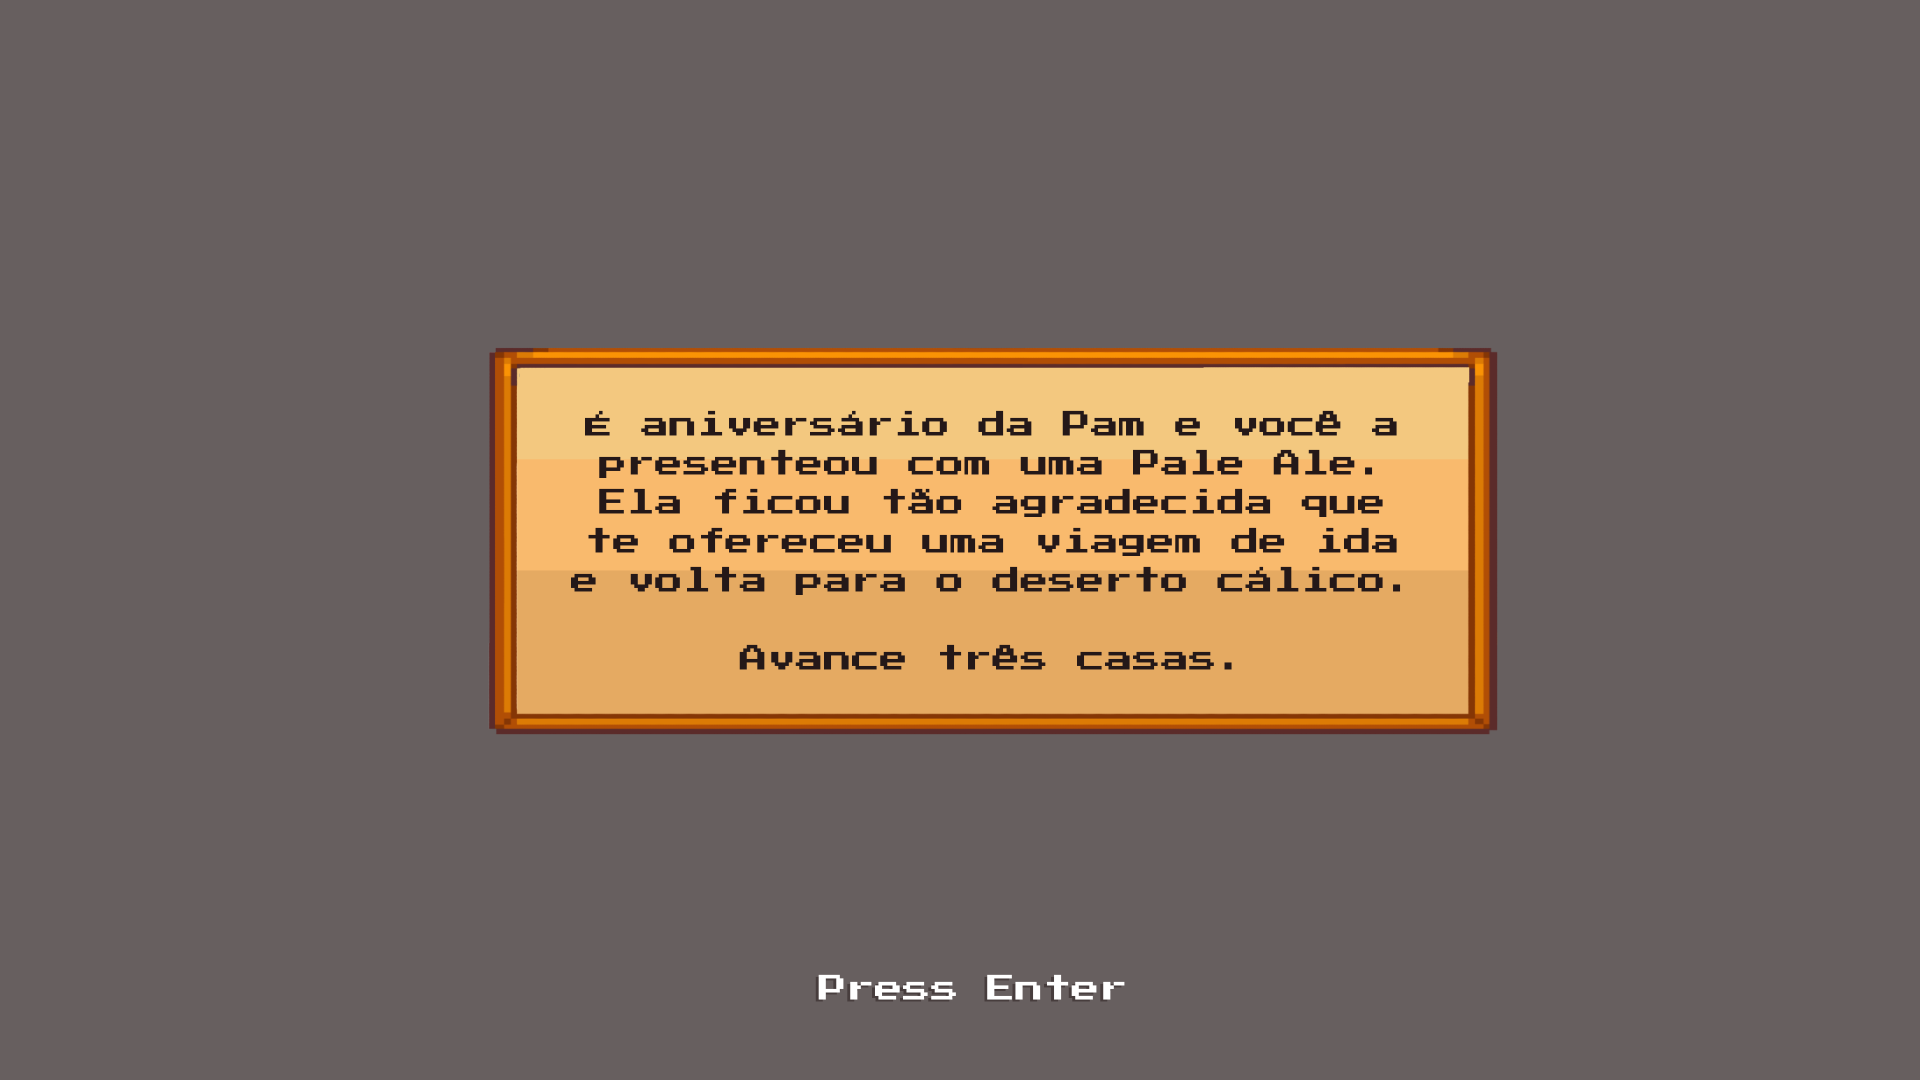 É aniversário da Pam e você a
presenteou com uma Pale Ale.
Ela ficou tão agradecida que
te ofereceu uma viagem de ida
e volta para o deserto cálico.
Avance três casas.
Press Enter